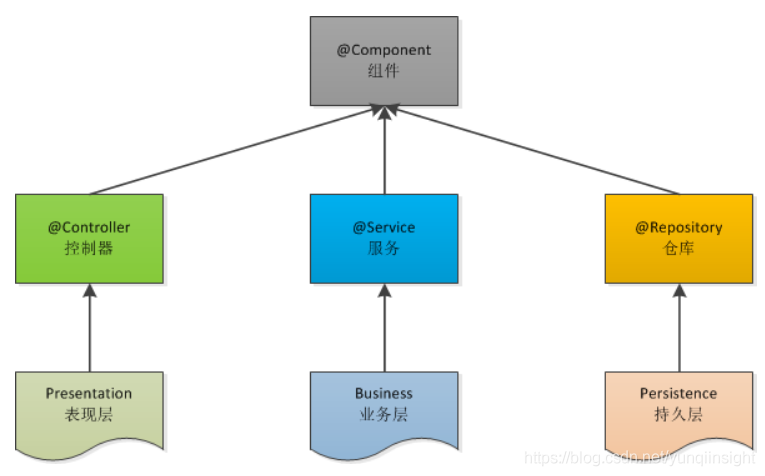 @Component
组件
@Controller
控制器
@Service
服务
@Repository
仓库
Presentation
表现层
Business
业务层
Persistence
持久层
https://blog.csdn.net/yunqiinsight